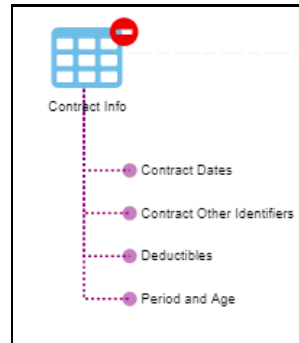 Contract Info
Contract Dates
Contract Other Identifiers
Deductibles
Period and Age